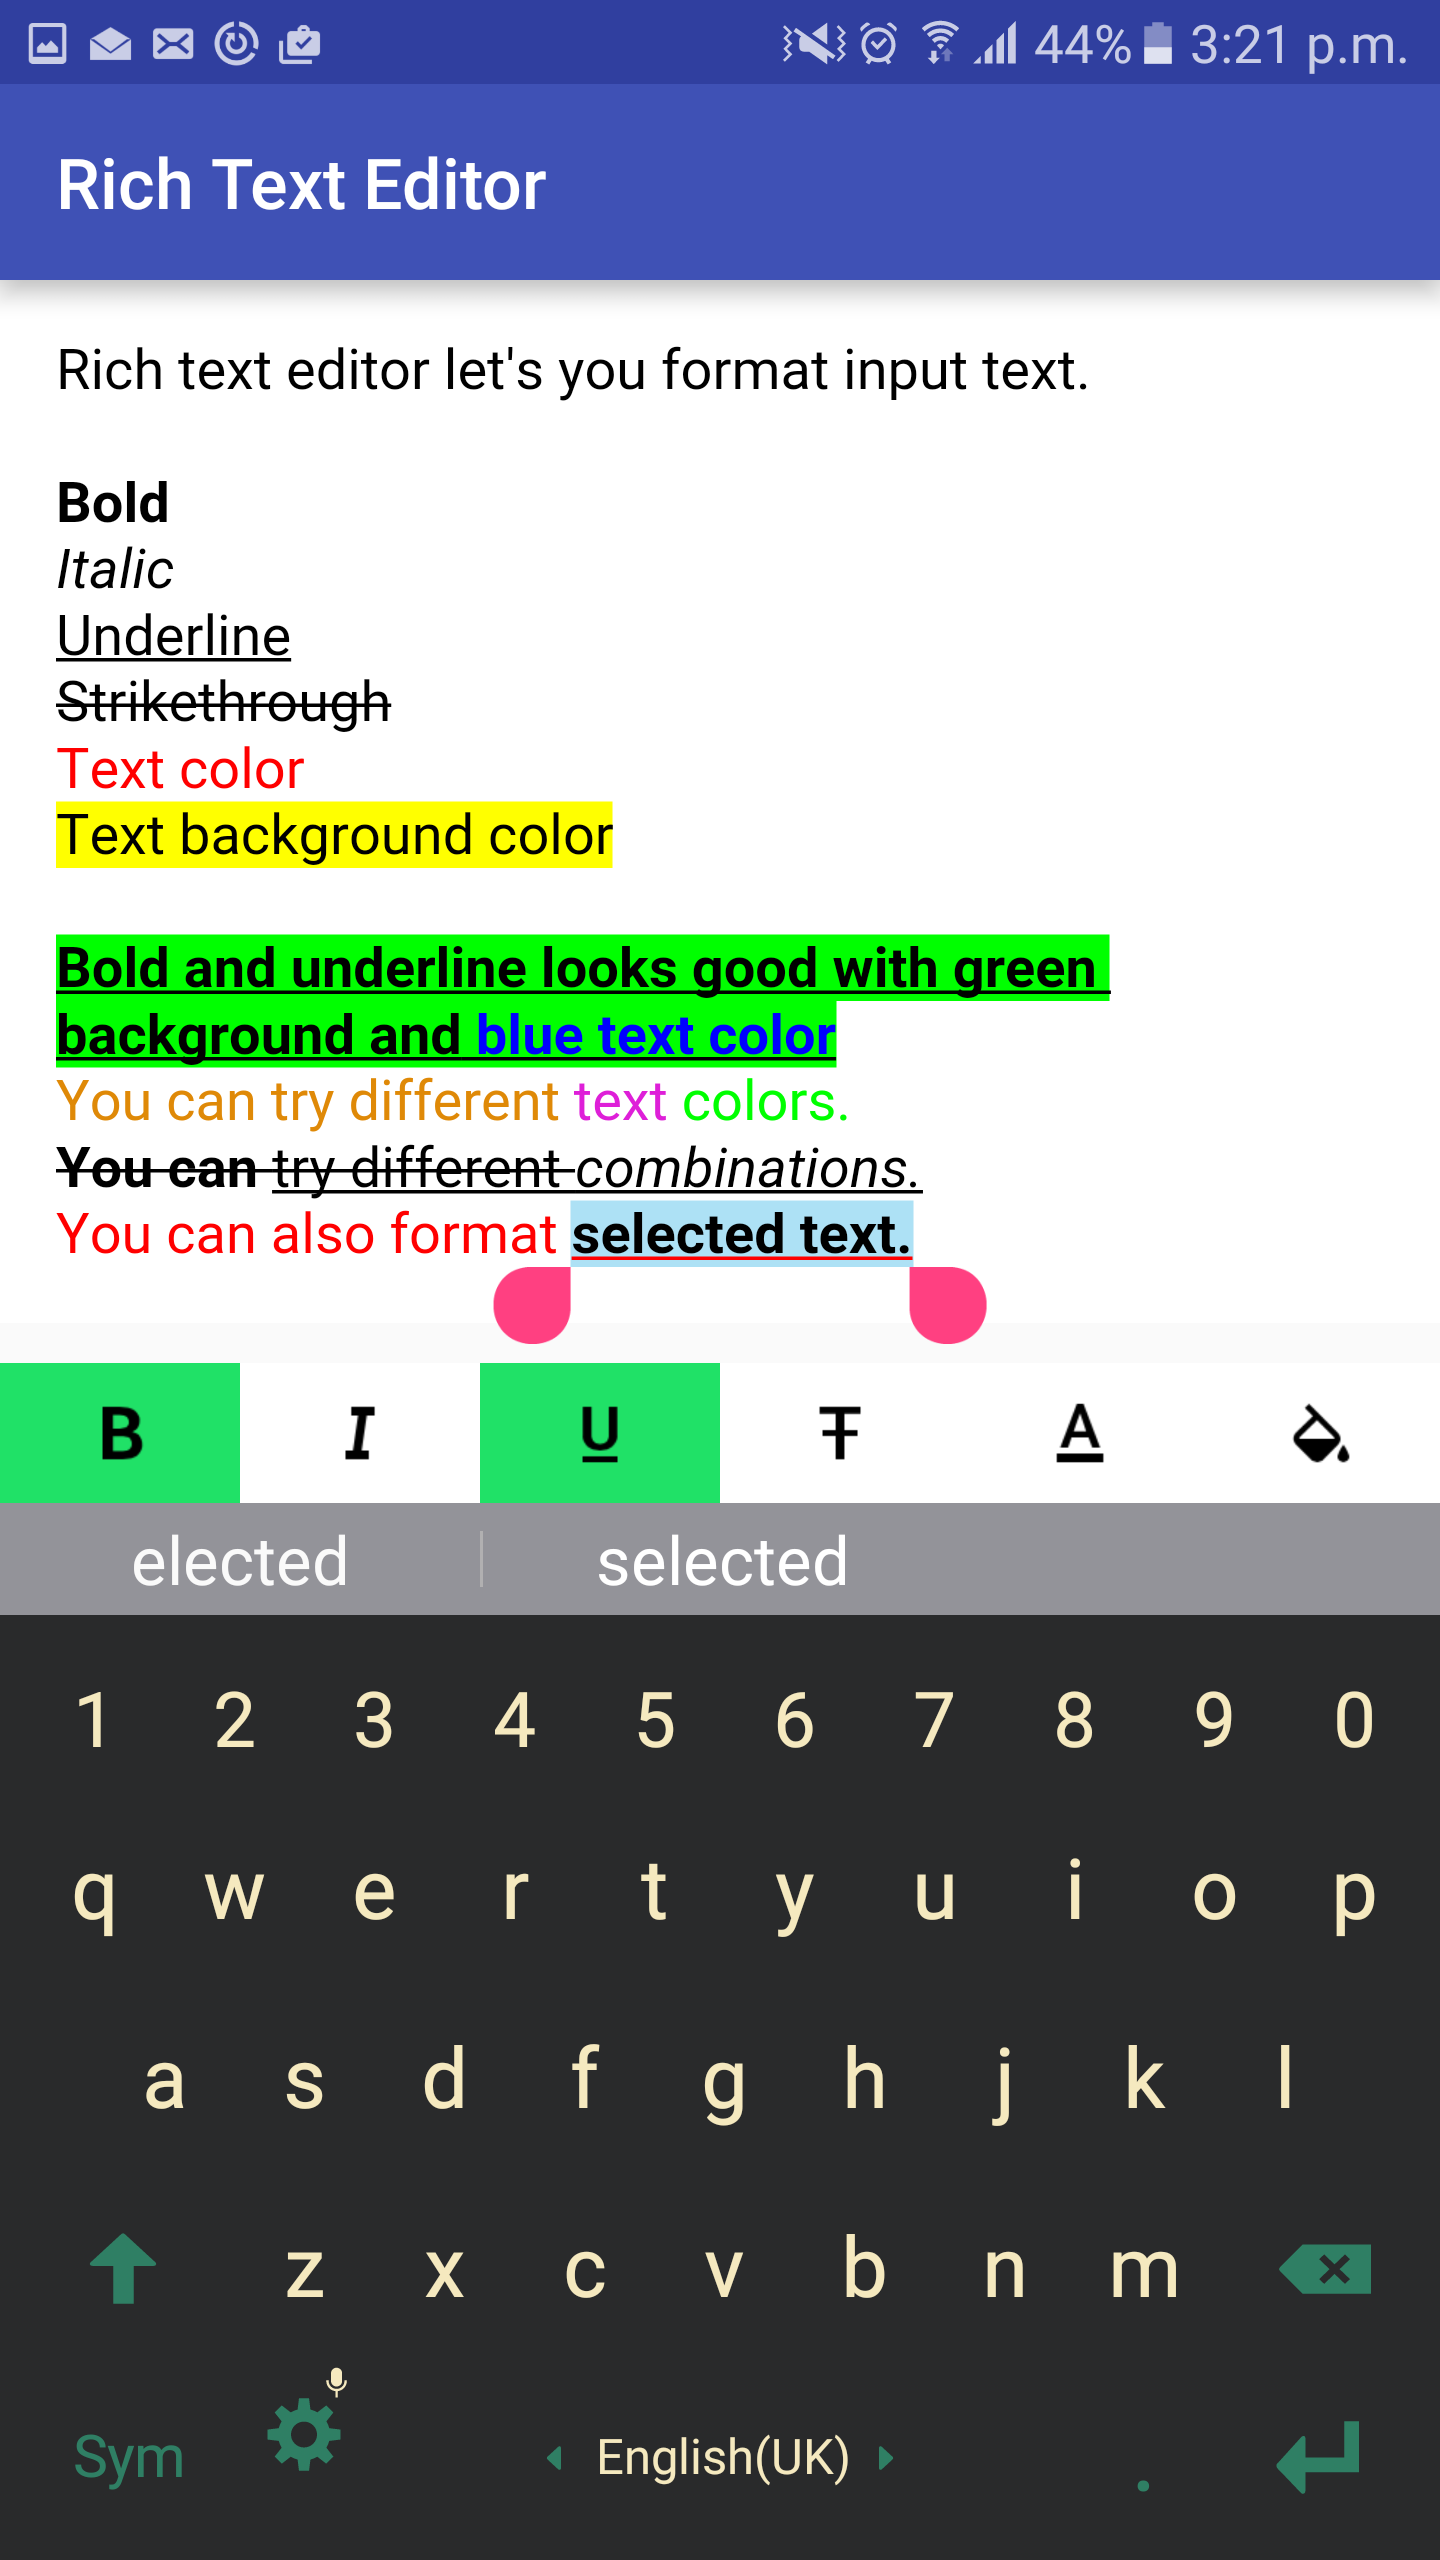 44% 3:21 p.m.
Rich Text Editor
Rich text editor let's you format input text.
Bold
Italic
Underline
Strikethrough
Text color
Text background color
Bold and underline looks good with green
background and blue text color
You can try different text colors.
You can try different combinations.
You can also format selected text.
B I U T A
elected selected
1 2 3 4 5 6 7 8 9 0
q w e r t y u i o p
a s d f g h j k l
z x c v b n m
Sym English(UK) .